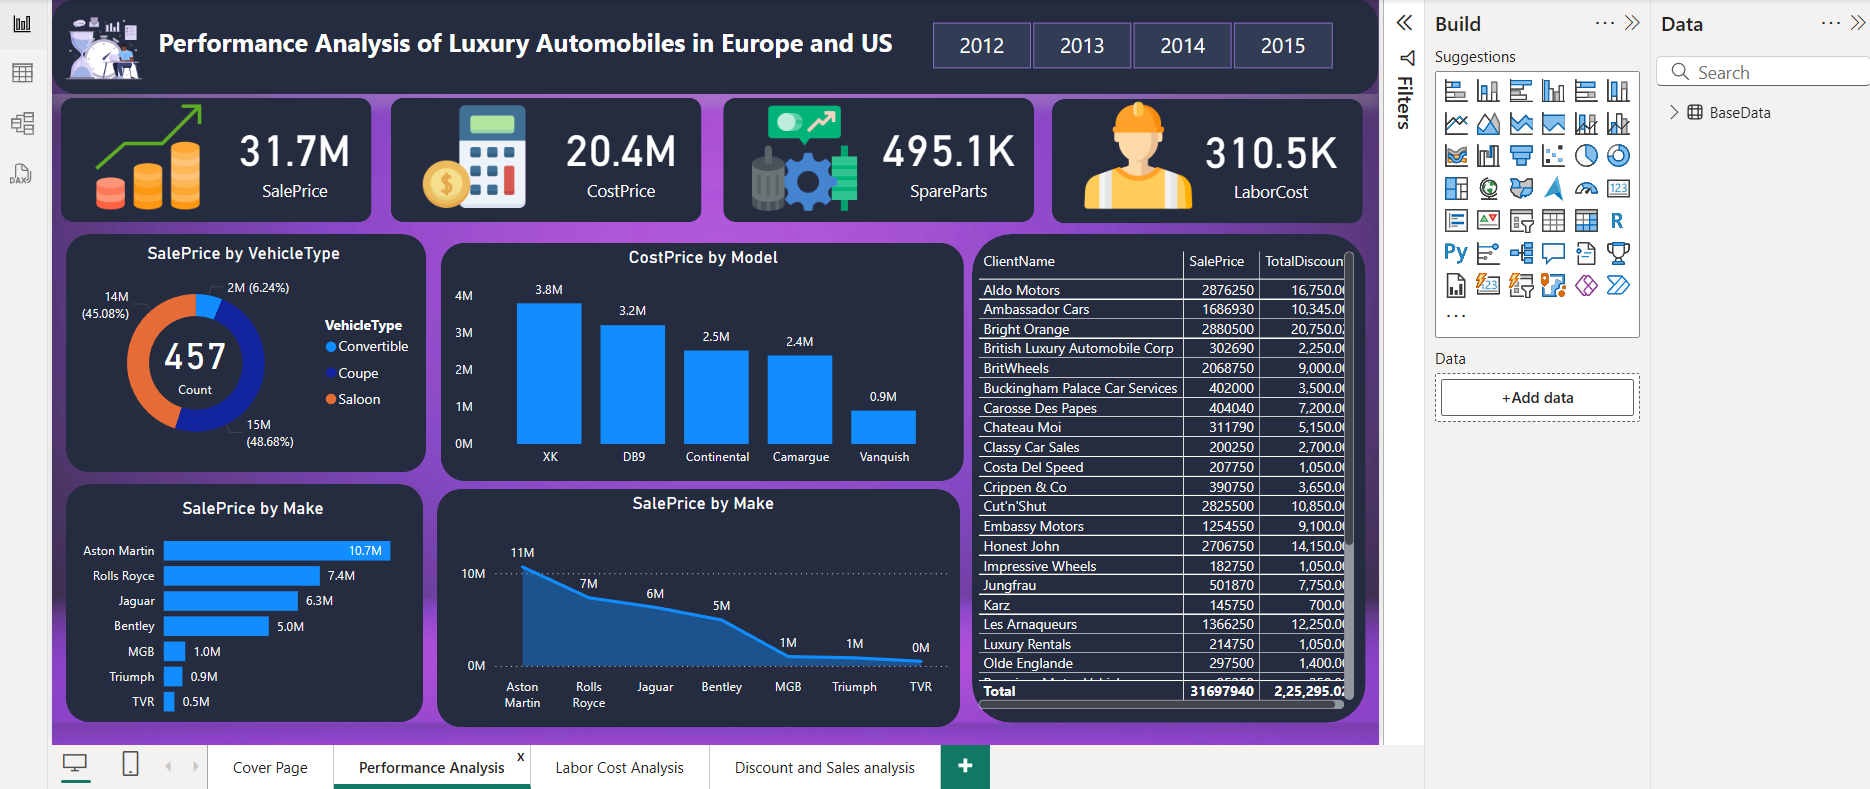 Performance Analysis of Luxury Automobiles in Europe and US
2012
2013
2014
2015
31.7M
SalePrice
20.4M
CostPrice
495.1K
SpareParts
310.5K
LaborCost
SalePrice by VehicleType
2M (6.24%)
14M
(45.08%)
457
Count
15M
(48.68%)
VehicleType
Convertible
Coupe
Saloon
CostPrice by Model
4M
3M
2M
1M
0M
3.8M
3.2M
2.5M
2.4M
0.9M
XK
DB9
Continental
Camargue
Vanquish
SalePrice by Make
Aston Martin 10.7M
Rolls Royce 7.4M
Jaguar 6.3M
Bentley 5.0M
MGB 1.0M
Triumph 0.9M
TVR 0.5M
SalePrice by Make
10M
0M
11M
7M
6M
5M
1M
1M
0M
Aston
Martin
Rolls
Royce
Jaguar
Bentley
MGB
Triumph
TVR
ClientName SalePrice TotalDiscoun
Aldo Motors 2876250 16,750.0
Ambassador Cars 1686930 10,345.0
Bright Orange 2880500 20,750.0
British Luxury Automobile Corp 302690 2,250.0
BritWheels 2068750 9,000.0
Buckingham Palace Car Services 402000 3,500.0
Carosse Des Papes 404040 7,200.0
Chateau Moi 311790 5,150.0
Classy Car Sales 200250 2,700.0
Costa Del Speed 207750 1,050.0
Crippen & Co 390750 3,650.0
Cut'n'Shut 2825500 10,850.0
Embassy Motors 1254550 9,100.0
Honest John 2706750 14,150.0
Impressive Wheels 182750 1,050.0
Jungfrau 501870 7,750.0
Karz 145750 700.0
Les Arnaqueurs 1366250 12,250.0
Luxury Rentals 214750 1,050.0
Olde Englande 297500 1,400.0
Total 31697940 2,25,295.0
Filters
Build
Suggestions
123
R
Py
123
Data
+Add data
Data
Search
BaseData
DAX
Cover Page
Performance Analysis
x
Labor Cost Analysis
Discount and Sales analysis
+